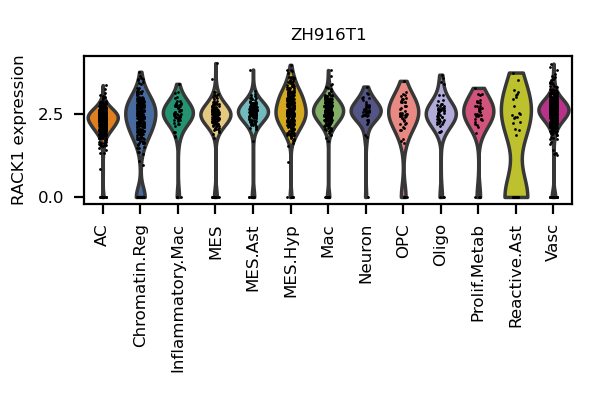 ZH916T1
RACK1 expression
2.5
0.0
AC
Chromatin.Reg
Inflammatory.Mac
MES
MES.Ast
MES.Hyp
Mac
Neuron
OPC
Oligo
Prolif.Metab
Reactive.Ast
Vasc